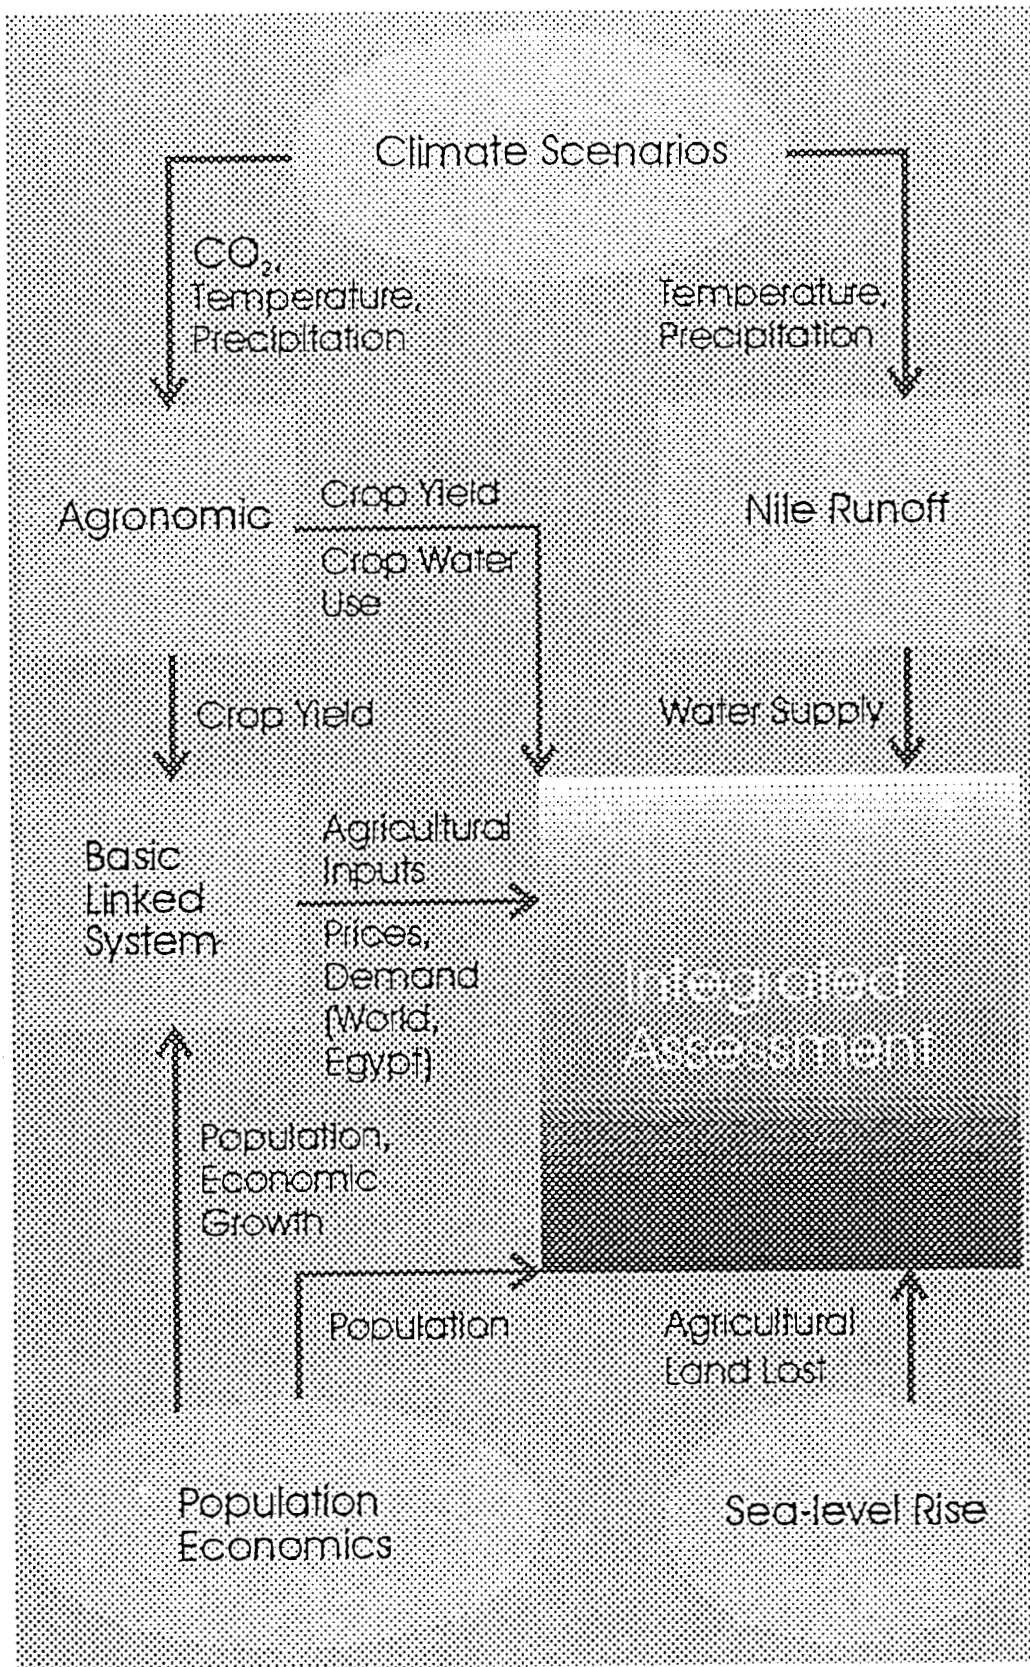 Climate Scenarios
CO₂,
Temperature,
Precipitation
Temperature,
Precipitation
Agronomic
Crop Yield
Crop Water
Use
Nile Runoff
Crop Yield
Water Supply
Basic
Linked
System
Agricultural
Inputs
Prices,
Demand
(World,
Egypt)
Integrated
Assessment
Population,
Economic
Growth
Population
Agricultural
Land Lost
Population
Economics
Sea-level Rise